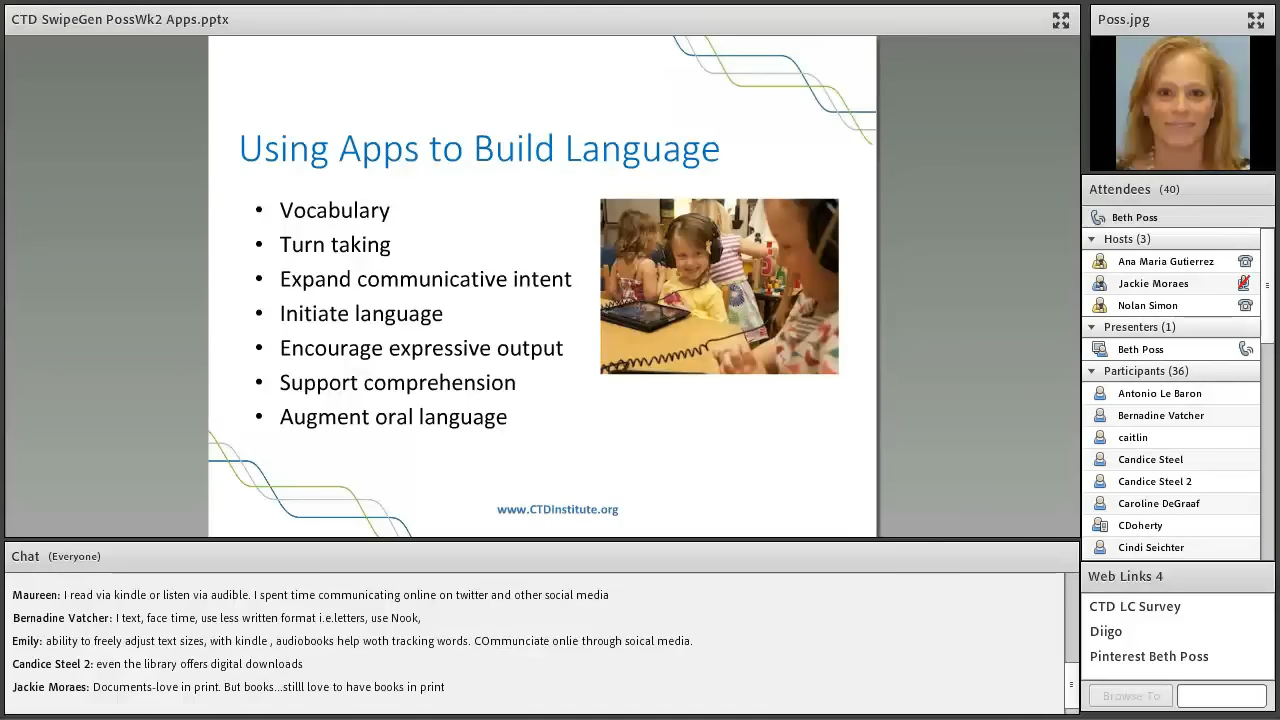 CTD SwipeGen PossWk2 Apps.pptx
Using Apps to Build Language
• Vocabulary
• Turn taking
• Expand communicative intent
• Initiate language
• Encourage expressive output
• Support comprehension
• Augment oral language
www.CTDInstitute.org
Chat (Everyone)
Maureen: I read via kindle or listen via audible. I spent time communicating online on twitter and other social media
Bernadine Vatcher: I text, face time, use less written format i.e.letters, use Nook,
Emily: ability to freely adjust text sizes, with kindle , audiobooks help woth tracking words. COmmunciate onlie through soical media.
Candice Steel 2: even the library offers digital downloads
Jackie Moraes: Documents-love in print. But books...stilll love to have books in print
Poss.jpg
Attendees (40)
Beth Poss
Hosts (3)
Ana Maria Gutierrez
Jackie Moraes
Nolan Simon
Presenters (1)
Beth Poss
Participants (36)
Antonio Le Baron
Bernadine Vatcher
caitlin
Candice Steel
Candice Steel 2
Caroline DeGraaf
CDoherty
Cindi Seichter
Web Links 4
CTD LC Survey
Diigo
Pinterest Beth Poss
Browse To